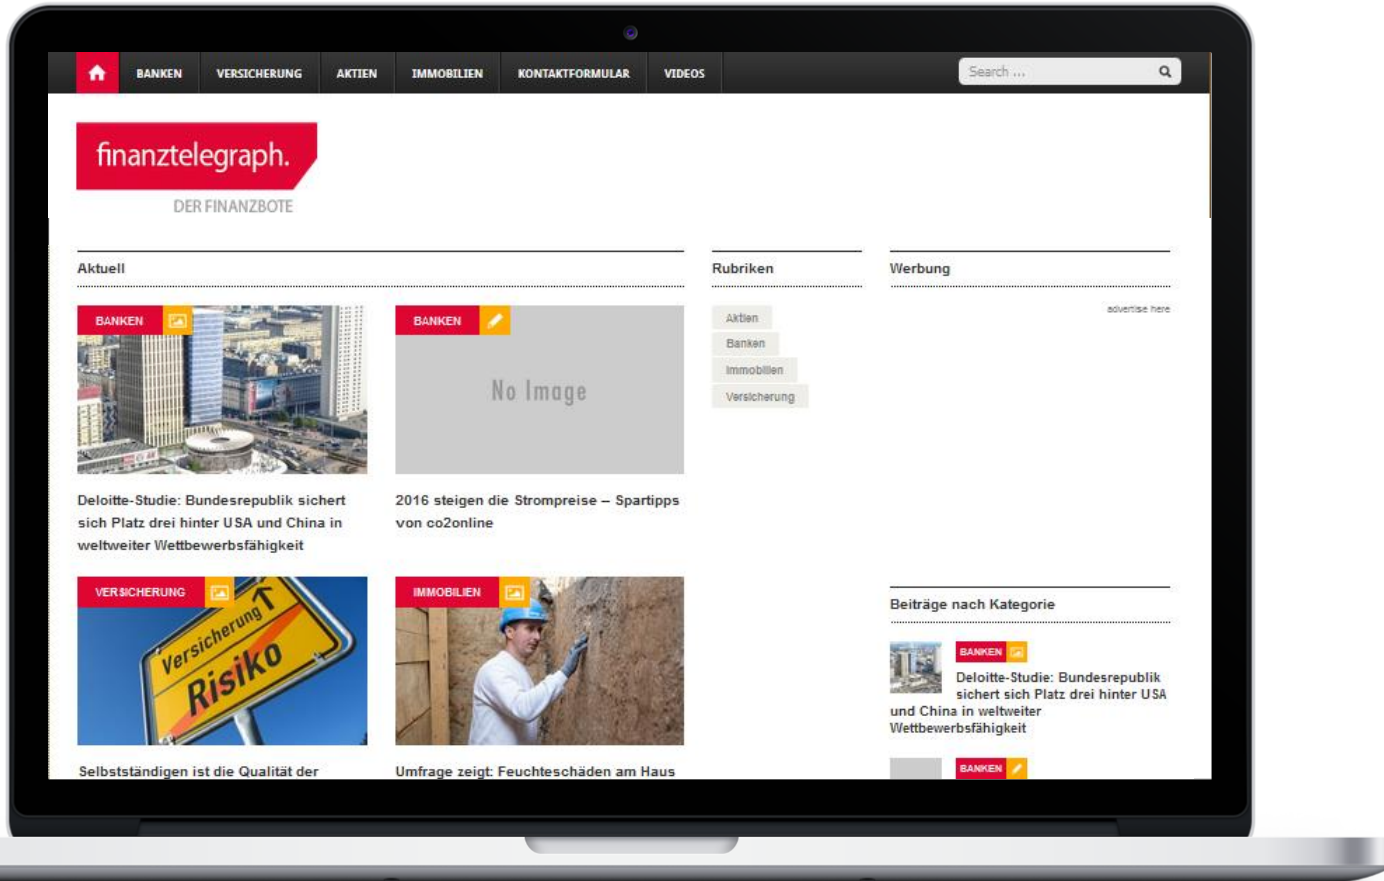 BANKEN
VERSICHERUNG
AKTIEN
IMMOBILIEN
KONTAKTFORMULAR
VIDEOS
Search ...
finanztelegraph.
DER FINANZBOTE
Aktuell
BANKEN
Deloitte-Studie: Bundesrepublik sichert
sich Platz drei hinter USA und China in
weltweiter Wettbewerbsfähigkeit
BANKEN
No Image
2016 steigen die Strompreise – Spartipps
von co2online
VERSICHERUNG
Versicherung
Risiko
Selbstständigen ist die Qualität der
IMMOBILIEN
Umfrage zeigt: Feuchteschäden am Haus
Rubriken
Aktien
Banken
Immobilien
Versicherung
Werbung
advertise here
Beiträge nach Kategorie
BANKEN
Deloitte-Studie: Bundesrepublik
sichert sich Platz drei hinter USA
und China in weltweiter
Wettbewerbsfähigkeit
BANKEN